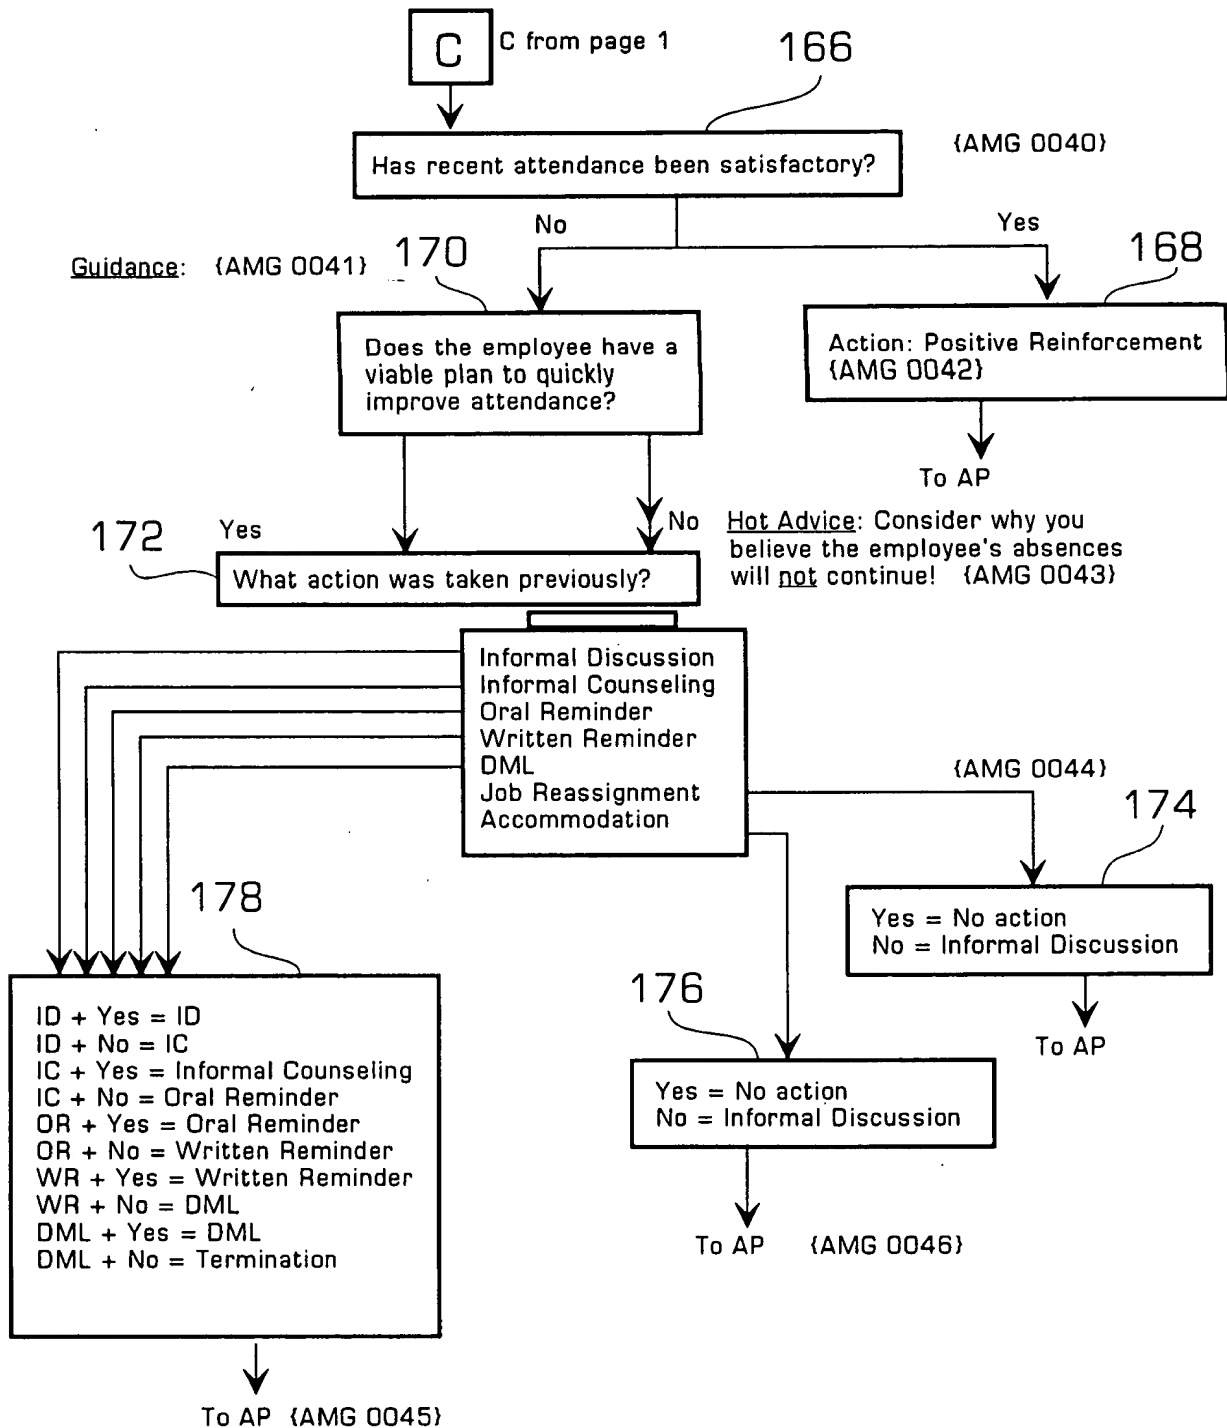 C
C from page 1
166
Has recent attendance been satisfactory?
{AMG 0040}
No
Yes
Guidance: {AMG 0041}
170
168
Does the employee have a
viable plan to quickly
improve attendance?
Action: Positive Reinforcement
{AMG 0042}
To AP
172
Yes
No
Hot Advice: Consider why you
believe the employee's absences
will not continue! {AMG 0043}
What action was taken previously?
Informal Discussion
Informal Counseling
Oral Reminder
Written Reminder
DML
Job Reassignment
Accommodation
{AMG 0044}
174
Yes = No action
No = Informal Discussion
To AP
178
176
Yes = No action
No = Informal Discussion
To AP {AMG 0046}
ID + Yes = ID
ID + No = IC
IC + Yes = Informal Counseling
IC + No = Oral Reminder
OR + Yes = Oral Reminder
OR + No = Written Reminder
WR + Yes = Written Reminder
WR + No = DML
DML + Yes = DML
DML + No = Termination
To AP {AMG 0045}